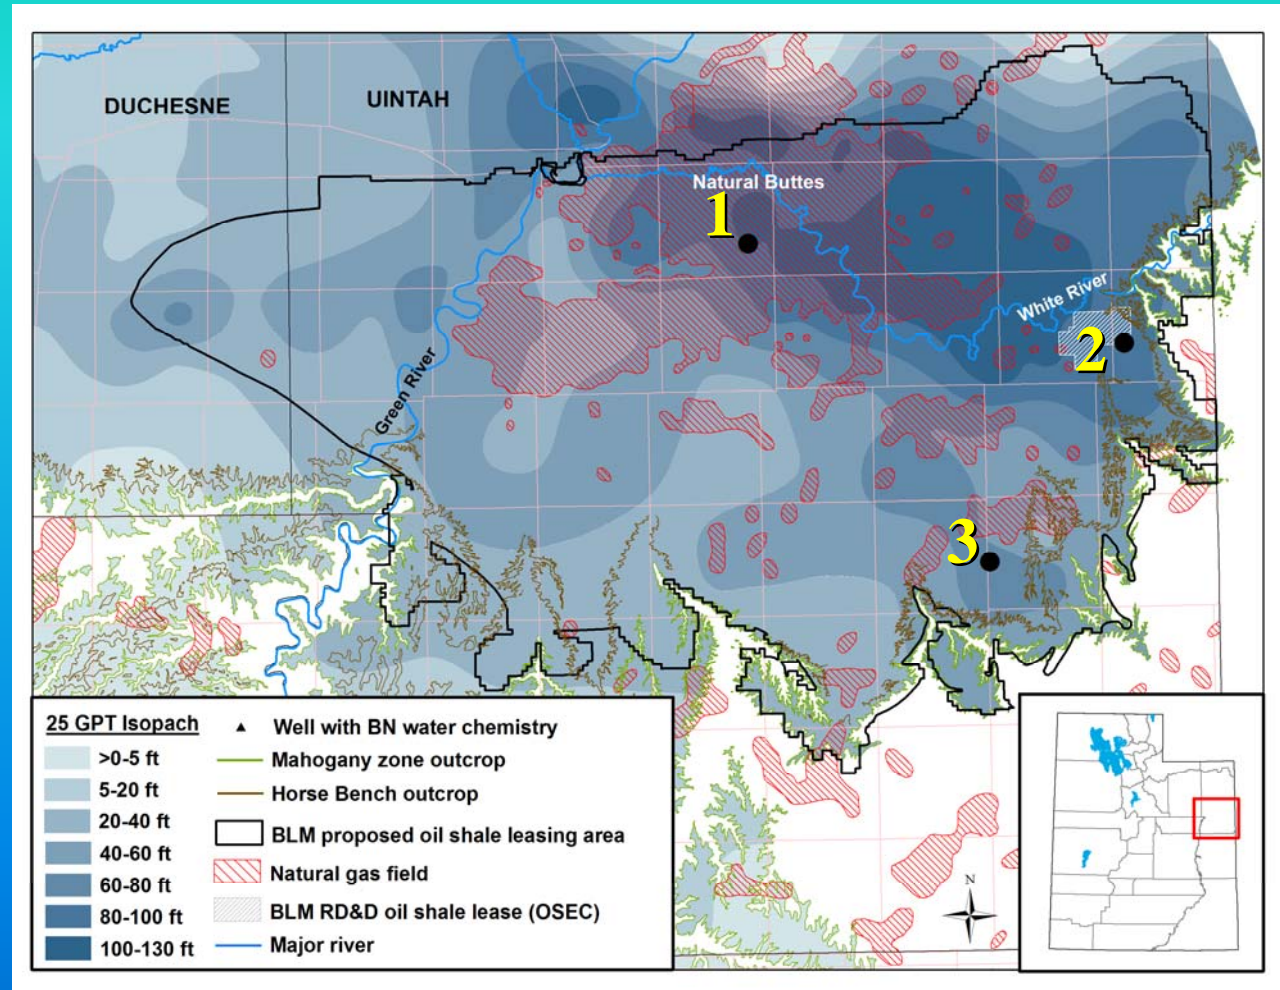 DUCHESNE
UINTAH
Natural Buttes
1
White River
2
Green River
3
25 GPT Isopach
>0-5 ft
5-20 ft
20-40 ft
40-60 ft
60-80 ft
80-100 ft
100-130 ft
Well with BN water chemistry
Mahogany zone outcrop
Horse Bench outcrop
BLM proposed oil shale leasing area
Natural gas field
BLM RD&D oil shale lease (OSEC)
Major river
N